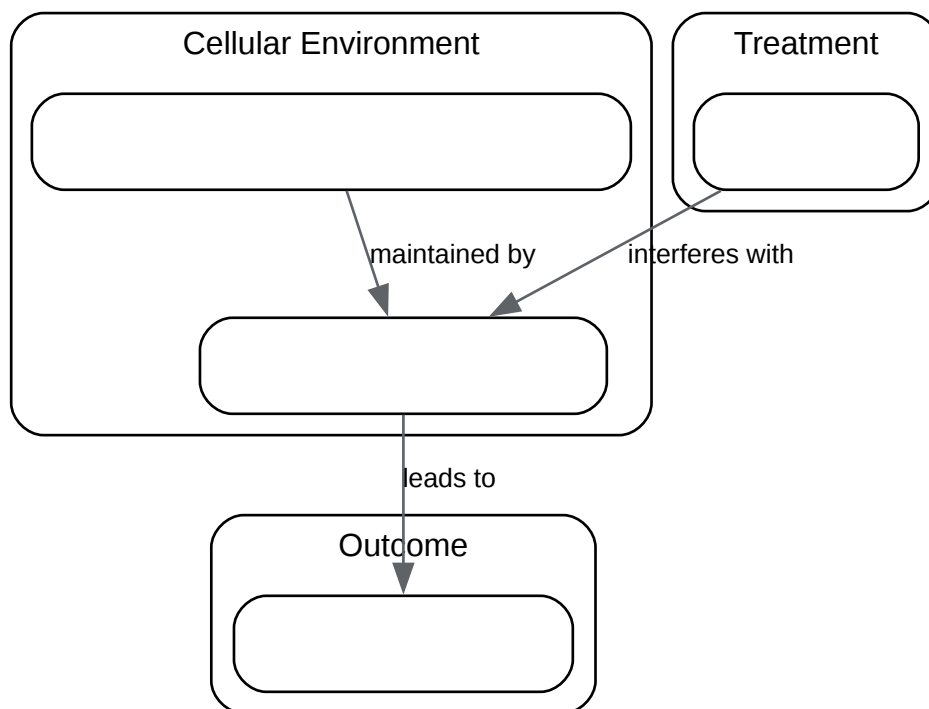 Cellular Environment
Treatment
maintained by
interferes with
leads to
Outcome